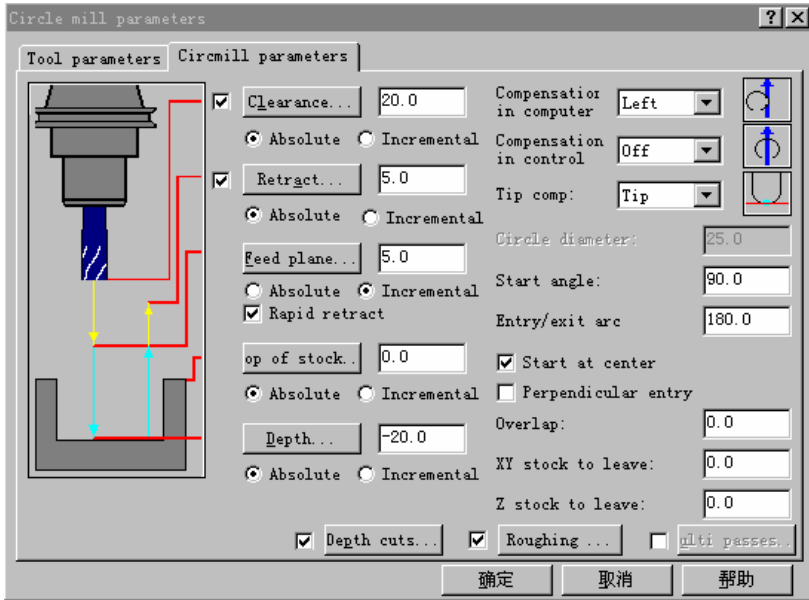 Circle mill parameters
Tool parameters Circmill parameters
Clearance... 20.0
Absolute Incremental
Retract... 5.0
Absolute Incremental
Feed plane... 5.0
Absolute Incremental
Rapid retract
op of stock.. 0.0
Absolute Incremental
Depth... -20.0
Absolute Incremental
Compensation in computer Left
Compensation in control Off
Tip comp: Tip
Circle diameter: 25.0
Start angle: 90.0
Entry/exit arc 180.0
Start at center
Perpendicular entry
Overlap: 0.0
XY stock to leave: 0.0
Z stock to leave: 0.0
Depth cuts... Roughing ... ulti passes..
确定 取消 帮助